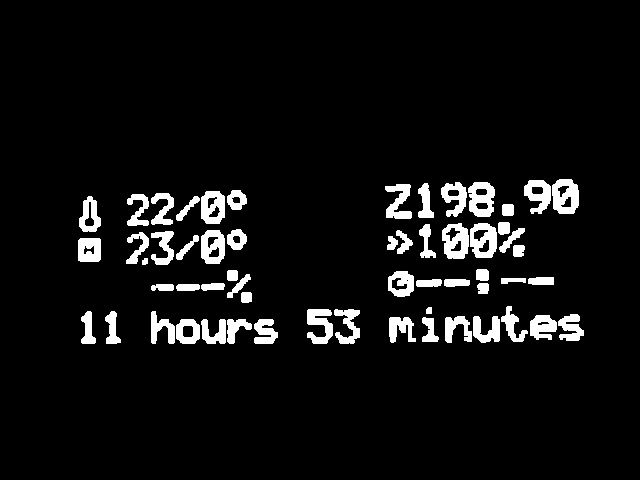 22/0° Z198.90
23/0° »100%
---% --:--
11 hours 53 minutes